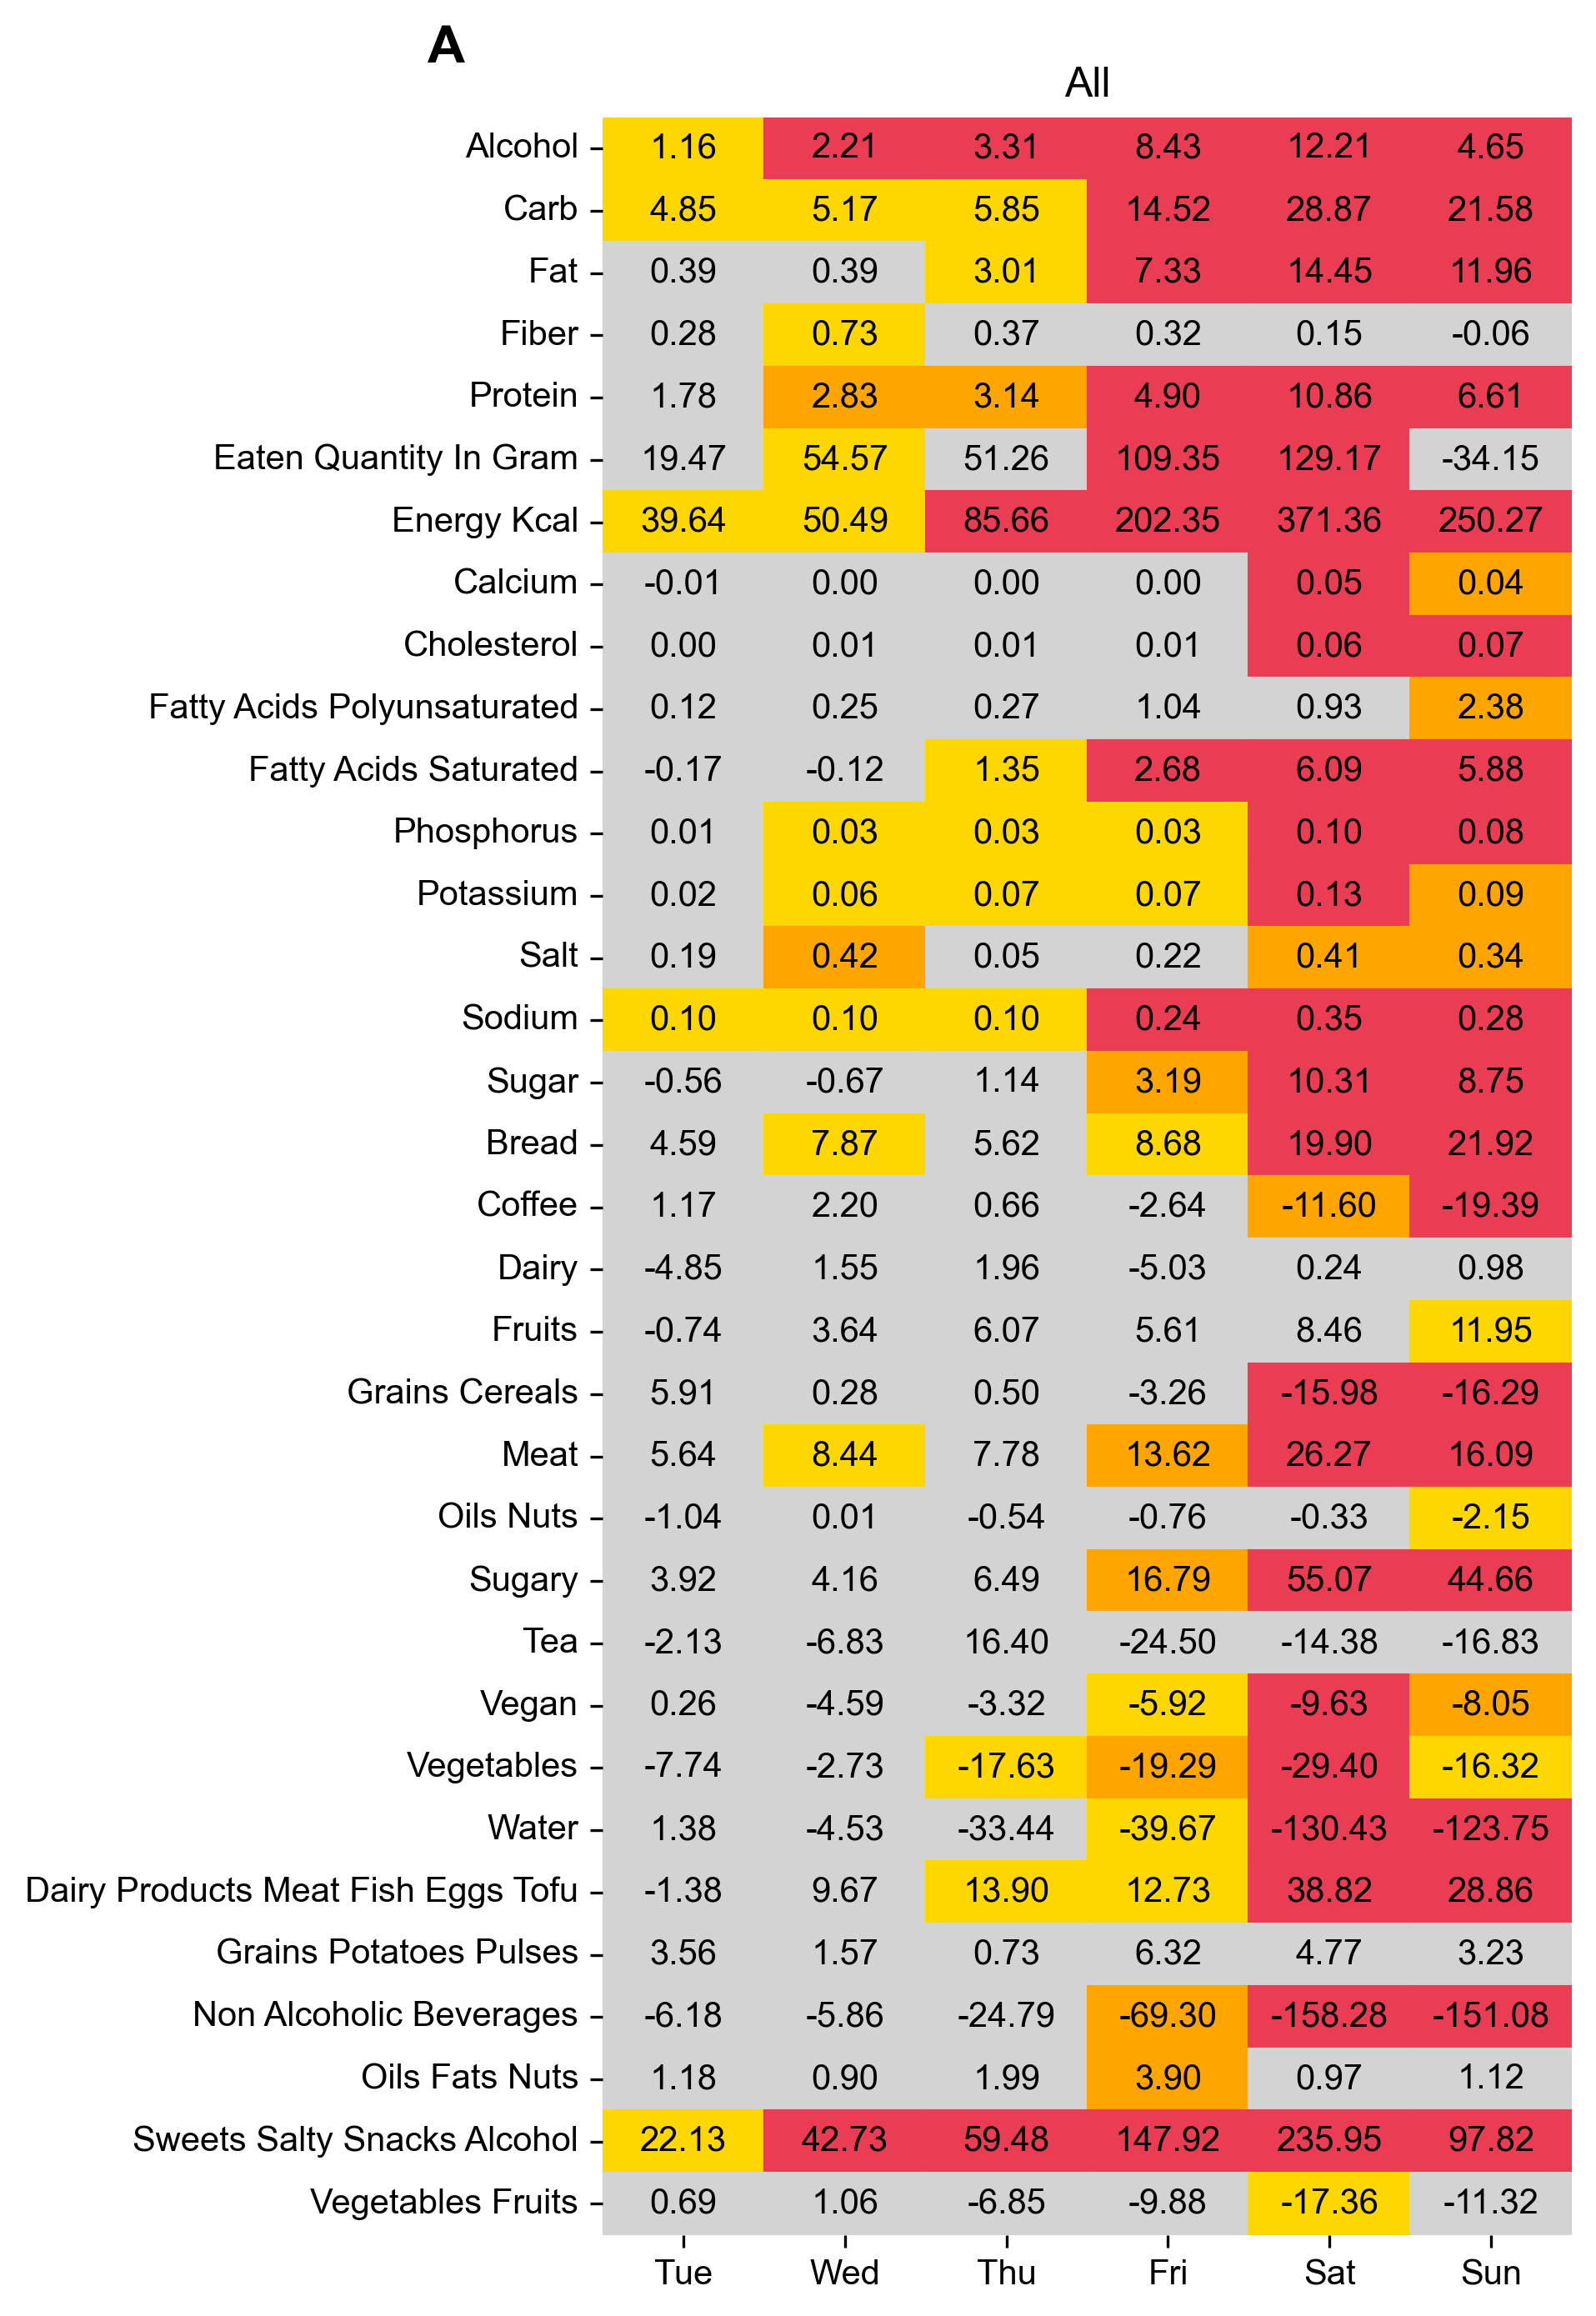 A
All
Alcohol 1.16 2.21 3.31 8.43 12.21 4.65
Carb 4.85 5.17 5.85 14.52 28.87 21.58
Fat 0.39 0.39 3.01 7.33 14.45 11.96
Fiber 0.28 0.73 0.37 0.32 0.15 -0.06
Protein 1.78 2.83 3.14 4.90 10.86 6.61
Eaten Quantity In Gram 19.47 54.57 51.26 109.35 129.17 -34.15
Energy Kcal 39.64 50.49 85.66 202.35 371.36 250.27
Calcium -0.01 0.00 0.00 0.00 0.05 0.04
Cholesterol 0.00 0.01 0.01 0.01 0.06 0.07
Fatty Acids Polyunsaturated 0.12 0.25 0.27 1.04 0.93 2.38
Fatty Acids Saturated -0.17 -0.12 1.35 2.68 6.09 5.88
Phosphorus 0.01 0.03 0.03 0.03 0.10 0.08
Potassium 0.02 0.06 0.07 0.07 0.13 0.09
Salt 0.19 0.42 0.05 0.22 0.41 0.34
Sodium 0.10 0.10 0.10 0.24 0.35 0.28
Sugar -0.56 -0.67 1.14 3.19 10.31 8.75
Bread 4.59 7.87 5.62 8.68 19.90 21.92
Coffee 1.17 2.20 0.66 -2.64 -11.60 -19.39
Dairy -4.85 1.55 1.96 -5.03 0.24 0.98
Fruits -0.74 3.64 6.07 5.61 8.46 11.95
Grains Cereals 5.91 0.28 0.50 -3.26 -15.98 -16.29
Meat 5.64 8.44 7.78 13.62 26.27 16.09
Oils Nuts -1.04 0.01 -0.54 -0.76 -0.33 -2.15
Sugary 3.92 4.16 6.49 16.79 55.07 44.66
Tea -2.13 -6.83 16.40 -24.50 -14.38 -16.83
Vegan 0.26 -4.59 -3.32 -5.92 -9.63 -8.05
Vegetables -7.74 -2.73 -17.63 -19.29 -29.40 -16.32
Water 1.38 -4.53 -33.44 -39.67 -130.43 -123.75
Dairy Products Meat Fish Eggs Tofu -1.38 9.67 13.90 12.73 38.82 28.86
Grains Potatoes Pulses 3.56 1.57 0.73 6.32 4.77 3.23
Non Alcoholic Beverages -6.18 -5.86 -24.79 -69.30 -158.28 -151.08
Oils Fats Nuts 1.18 0.90 1.99 3.90 0.97 1.12
Sweets Salty Snacks Alcohol 22.13 42.73 59.48 147.92 235.95 97.82
Vegetables Fruits 0.69 1.06 -6.85 -9.88 -17.36 -11.32
Tue Wed Thu Fri Sat Sun